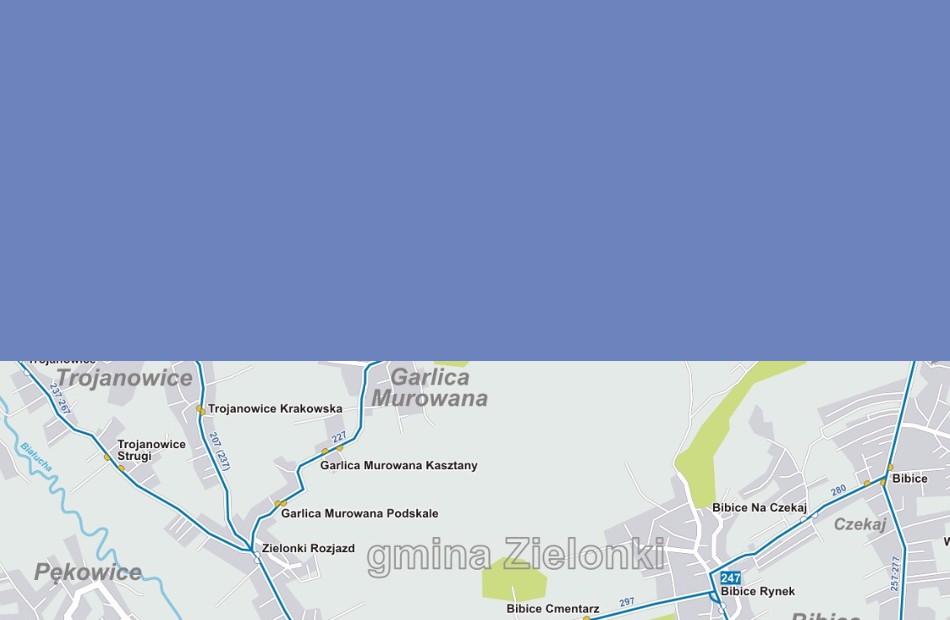 Trojanowice
Trojanowice
Garlica
Murowana
237·267
Trojanowice Krakowska
207 (237)
227
Trojanowice
Strugi
Białucha
Garlica Murowana Kasztany
Garlica Murowana Podskale
Bibice
280
Bibice Na Czekaj
Czekaj
Zielonki Rozjazd
gmina Zielonki
Pękowice
247
Bibice Rynek
257·277
297
Bibice Cmentarz
Bibice